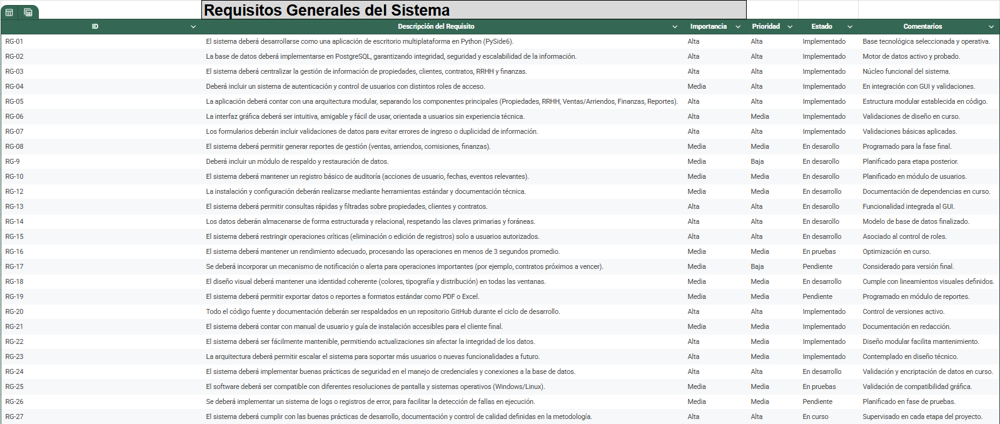 Requisitos Generales del Sistema
ID Descripción del Requisito Importancia Prioridad Estado Comentarios
RG-01 El sistema deberá desarrollarse como una aplicación de escritorio multiplataforma en Python (PySide6). Alta Alta Implementado Base tecnológica seleccionada y operativa.
RG-02 La base de datos deberá implementarse en PostgreSQL, garantizando integridad, seguridad y escalabilidad de la información. Alta Alta Implementado Motor de datos activo y probado.
RG-03 El sistema deberá centralizar la gestión de información de propiedades, clientes, contratos, RRHH y finanzas. Alta Alta Implementado Núcleo funcional del sistema.
RG-04 Deberá incluir un sistema de autenticación y control de usuarios con distintos roles de acceso. Media Alta Implementado En integración con GUI y validaciones.
RG-05 La aplicación deberá contar con una arquitectura modular, separando los componentes principales (Propiedades, RRHH, Ventas/Arriendos, Finanzas, Reportes). Alta Alta Implementado Estructura modular establecida en código.
RG-06 La interfaz gráfica deberá ser intuitiva, amigable y fácil de usar, orientada a usuarios sin experiencia técnica. Alta Media Implementado Validaciones de diseño en curso.
RG-07 Los formularios deberán incluir validaciones de datos para evitar errores de ingreso o duplicidad de información. Alta Alta Implementado Validaciones básicas aplicadas.
RG-08 El sistema deberá permitir generar reportes de gestión (ventas, arriendos, comisiones, finanzas). Media Media En desarollo Programado para la fase final.
RG-9 Deberá incluir un módulo de respaldo y restauración de datos. Media Baja En desarollo Planificado para etapa posterior.
RG-10 El sistema deberá mantener un registro básico de auditoría (acciones de usuario, fechas, eventos relevantes). Media Media En desarrollo Planificado en módulo de usuarios.
RG-12 La instalación y configuración deberán realizarse mediante herramientas estándar y documentación técnica. Media Media En desarrollo Documentación de dependencias en curso.
RG-13 El sistema deberá permitir consultas rápidas y filtradas sobre propiedades, clientes y contratos. Alta Alta En desarollo Funcionalidad integrada al GUI.
RG-14 Los datos deberán almacenarse de forma estructurada y relacional, respetando las claves primarias y foráneas. Alta Alta En desarollo Modelo de base de datos finalizado.
RG-15 El sistema deberá restringir operaciones críticas (eliminación o edición de registros) solo a usuarios autorizados. Alta Alta En desarrollo Asociado al control de roles.
RG-16 El sistema deberá mantener un rendimiento adecuado, procesando las operaciones en menos de 3 segundos promedio. Media Media En pruebas Optimización en curso.
RG-17 Se deberá incorporar un mecanismo de notificación o alerta para operaciones importantes (por ejemplo, contratos próximos a vencer). Media Baja Pendiente Considerado para versión final.
RG-18 El diseño visual deberá mantener una identidad coherente (colores, tipografía y distribución) en todas las ventanas. Media Media En desarrollo Cumple con lineamientos visuales definidos.
RG-19 El sistema deberá permitir exportar datos o reportes a formatos estándar como PDF o Excel. Media Media Pendiente Programado en módulo de reportes.
RG-20 Todo el código fuente y documentación deberán ser respaldados en un repositorio GitHub durante el ciclo de desarrollo. Alta Alta Implementado Control de versiones activo.
RG-21 El sistema deberá contar con manual de usuario y guía de instalación accesibles para el cliente final. Media Media Implementado Documentación en redacción.
RG-22 El sistema deberá ser fácilmente mantenible, permitiendo actualizaciones sin afectar la integridad de los datos. Alta Media Implementado Diseño modular facilita mantenimiento.
RG-23 La arquitectura deberá permitir escalar el sistema para soportar más usuarios o nuevas funcionalidades a futuro. Alta Media Implementado Contemplado en diseño técnico.
RG-24 El sistema deberá implementar buenas prácticas de seguridad en el manejo de credenciales y conexiones a la base de datos. Alta Alta En desarrollo Validación y encriptación de datos en curso.
RG-25 El software deberá ser compatible con diferentes resoluciones de pantalla y sistemas operativos (Windows/Linux). Media Media En pruebas Validación de compatibilidad gráfica.
RG-26 Se deberá implementar un sistema de logs o registros de error, para facilitar la detección de fallas en ejecución. Media Media Pendiente Planificado en fase de pruebas.
RG-27 El sistema deberá cumplir con las buenas prácticas de desarrollo, documentación y control de calidad definidas en la metodología. Alta Alta En curso Supervisado en cada etapa del proyecto.